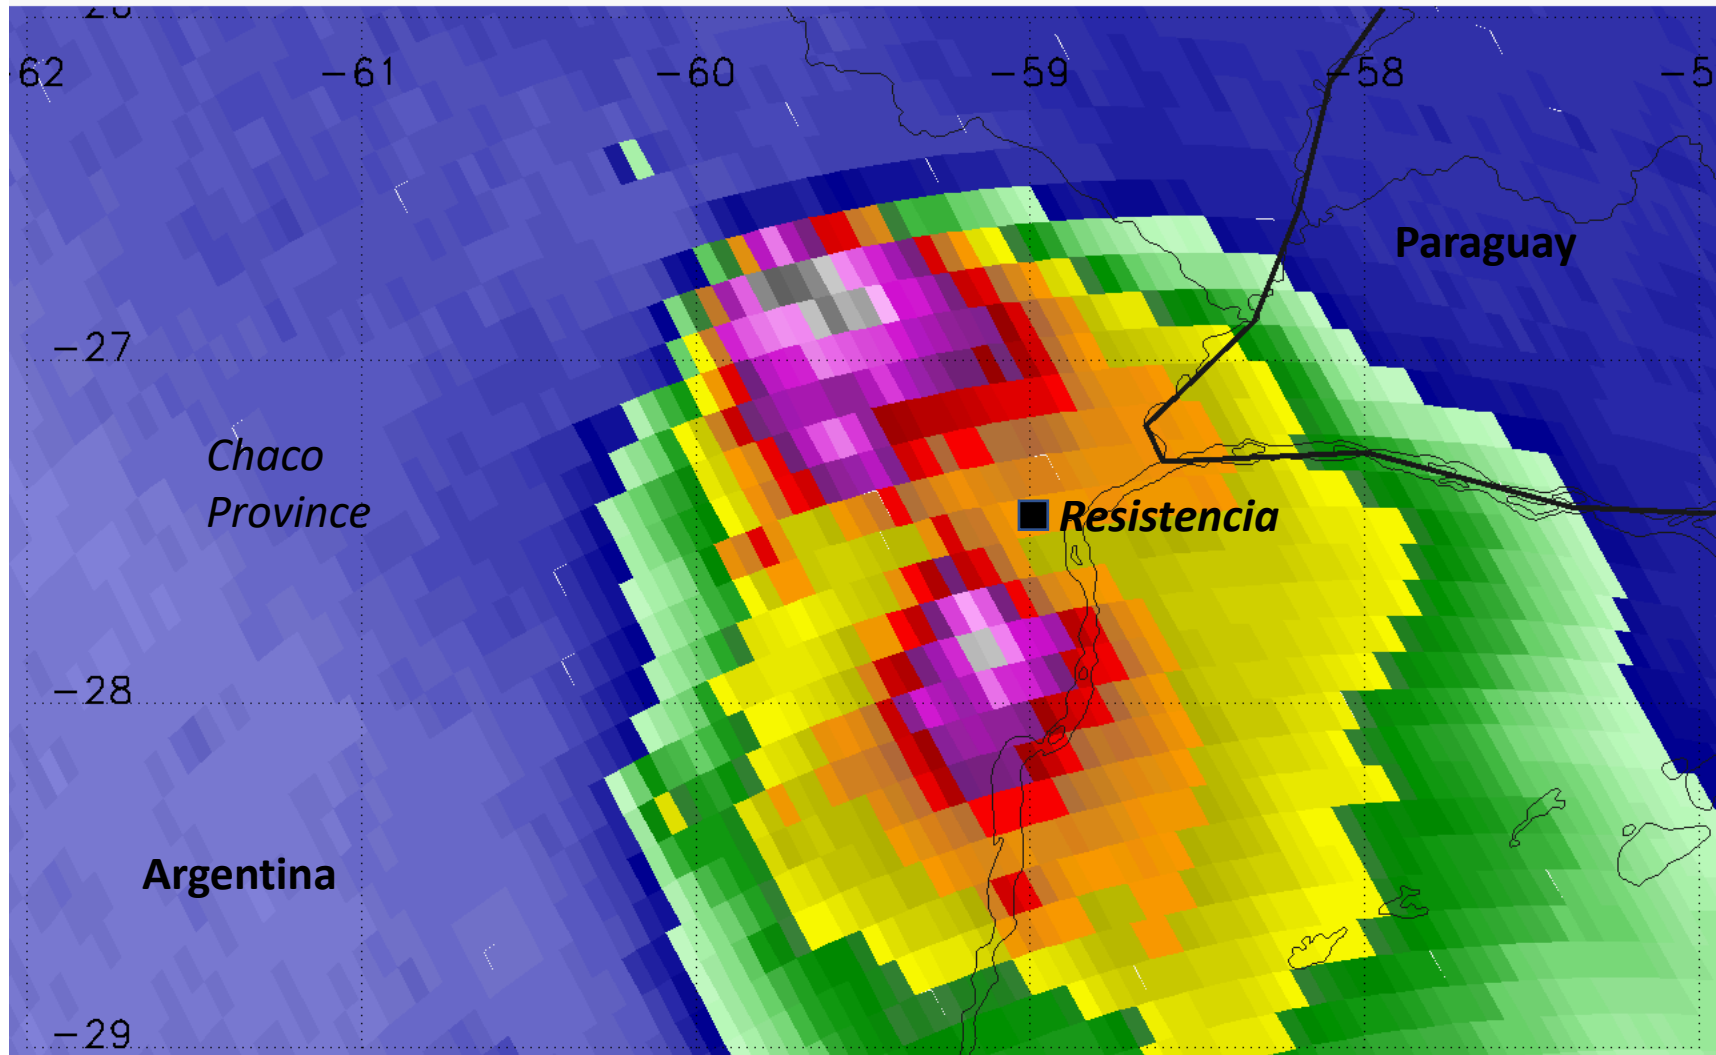 -62 -61 -60 -59 -58
Paraguay
-27
Chaco
Province
Resistencia
-28
Argentina
-29